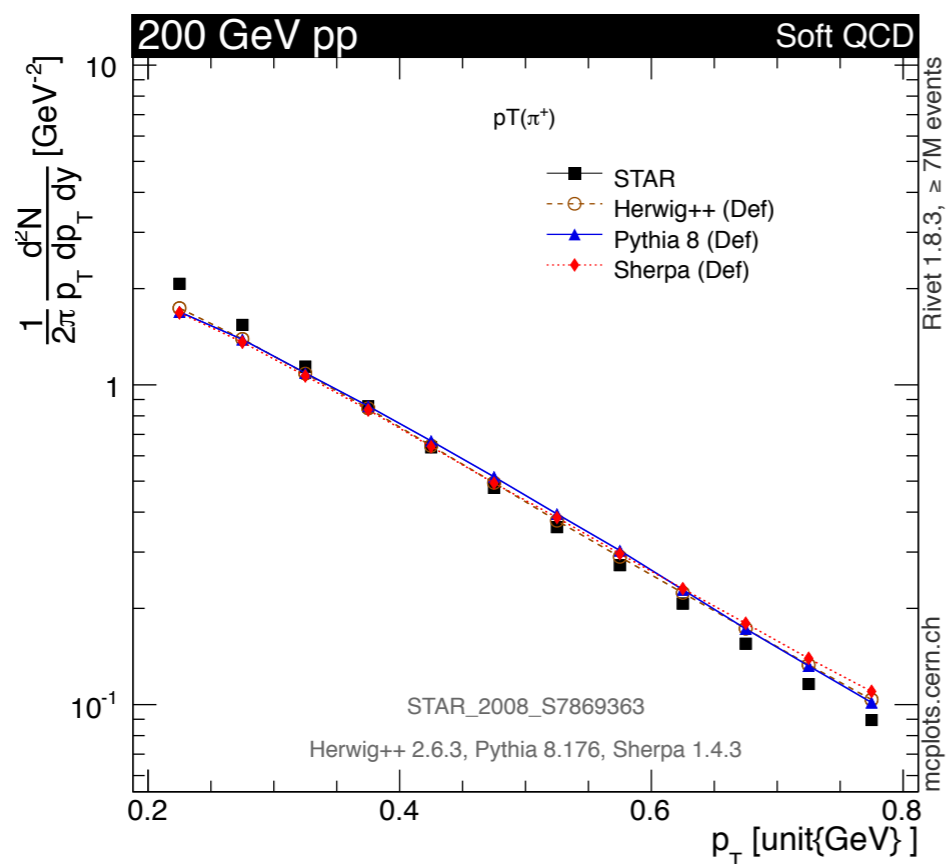 200 GeV pp
Soft QCD
1/2π d²N/p_T dp_T dy [GeV⁻²]
10
1
10⁻¹
pT(π⁺)
STAR
Herwig++ (Def)
Pythia 8 (Def)
Sherpa (Def)
STAR_2008_S7869363
Herwig++ 2.6.3, Pythia 8.176, Sherpa 1.4.3
0.2
0.4
0.6
0.8
p_T [unit{GeV} ]
Rivet 1.8.3, ≥ 7M events
mcplots.cern.ch